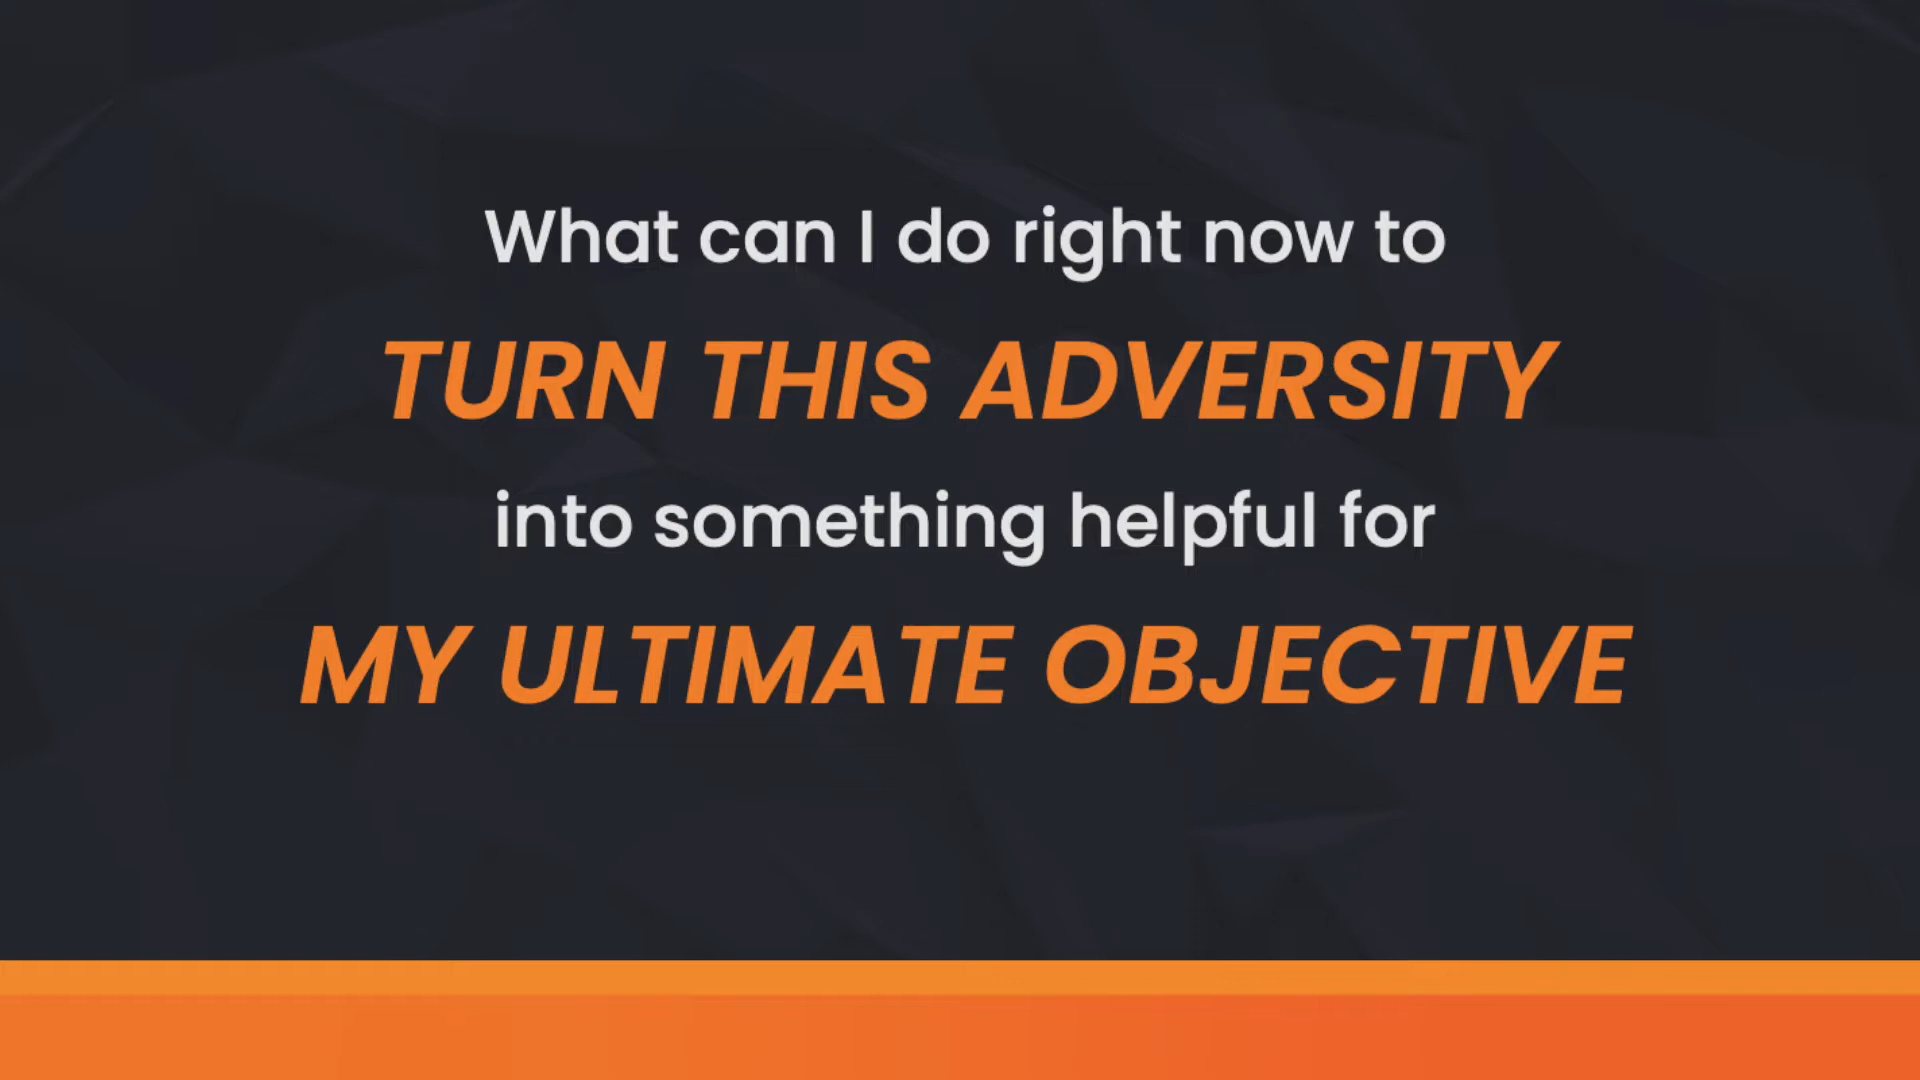 What can I do right now to
TURN THIS ADVERSITY
into something helpful for
MY ULTIMATE OBJECTIVE